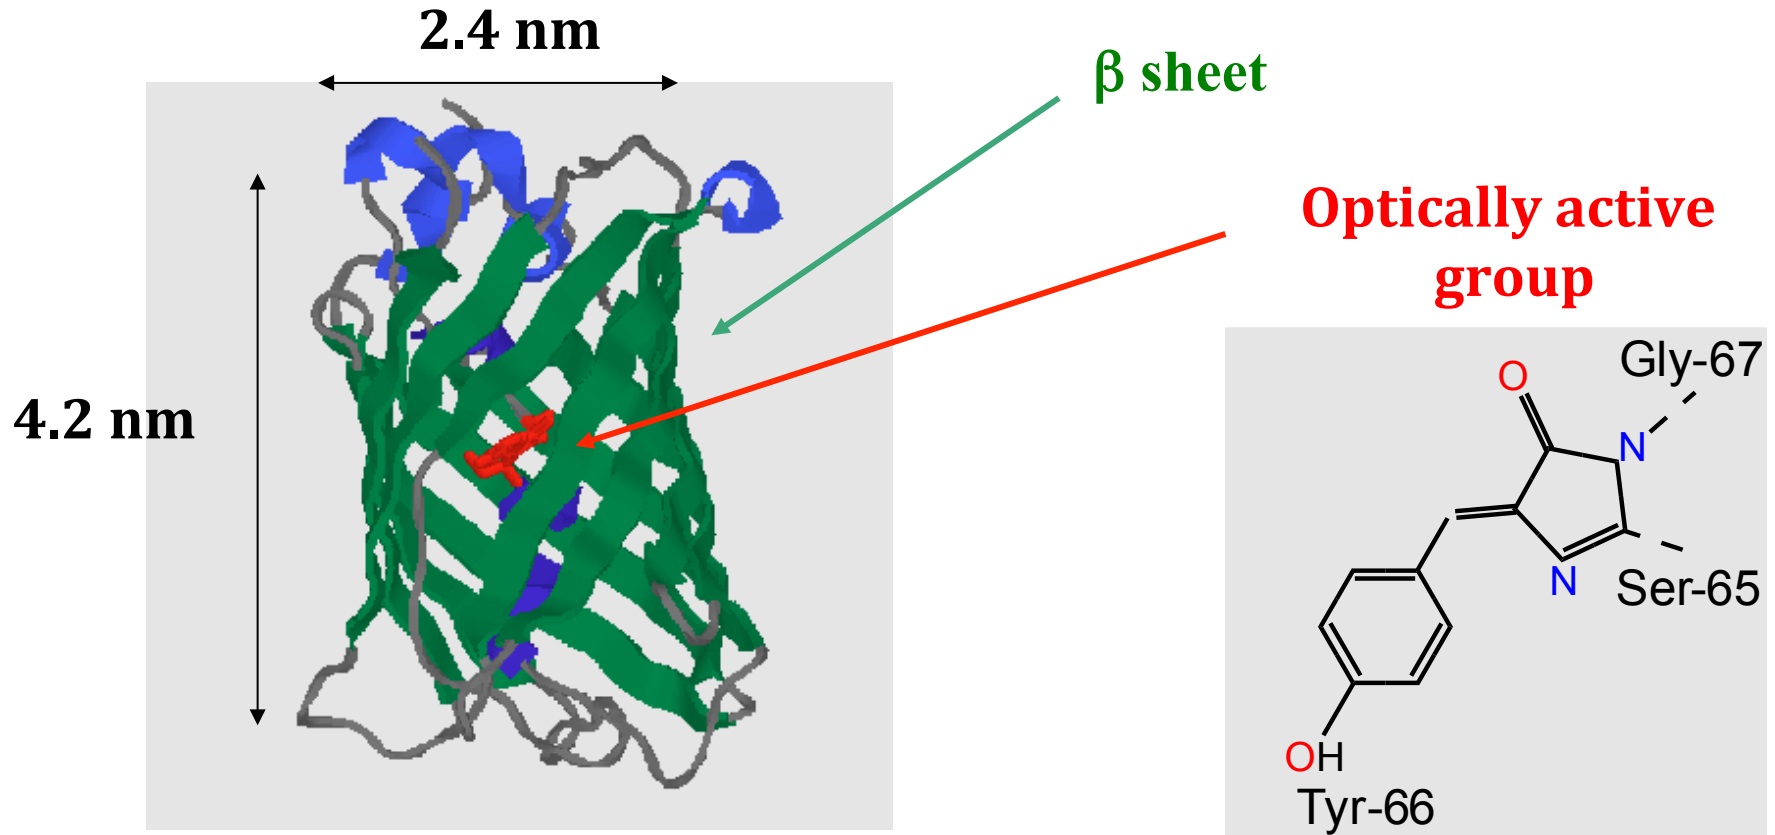 2.4 nm
β sheet
Optically active
group
4.2 nm
O
Gly-67
N
N
Ser-65
OH
Tyr-66